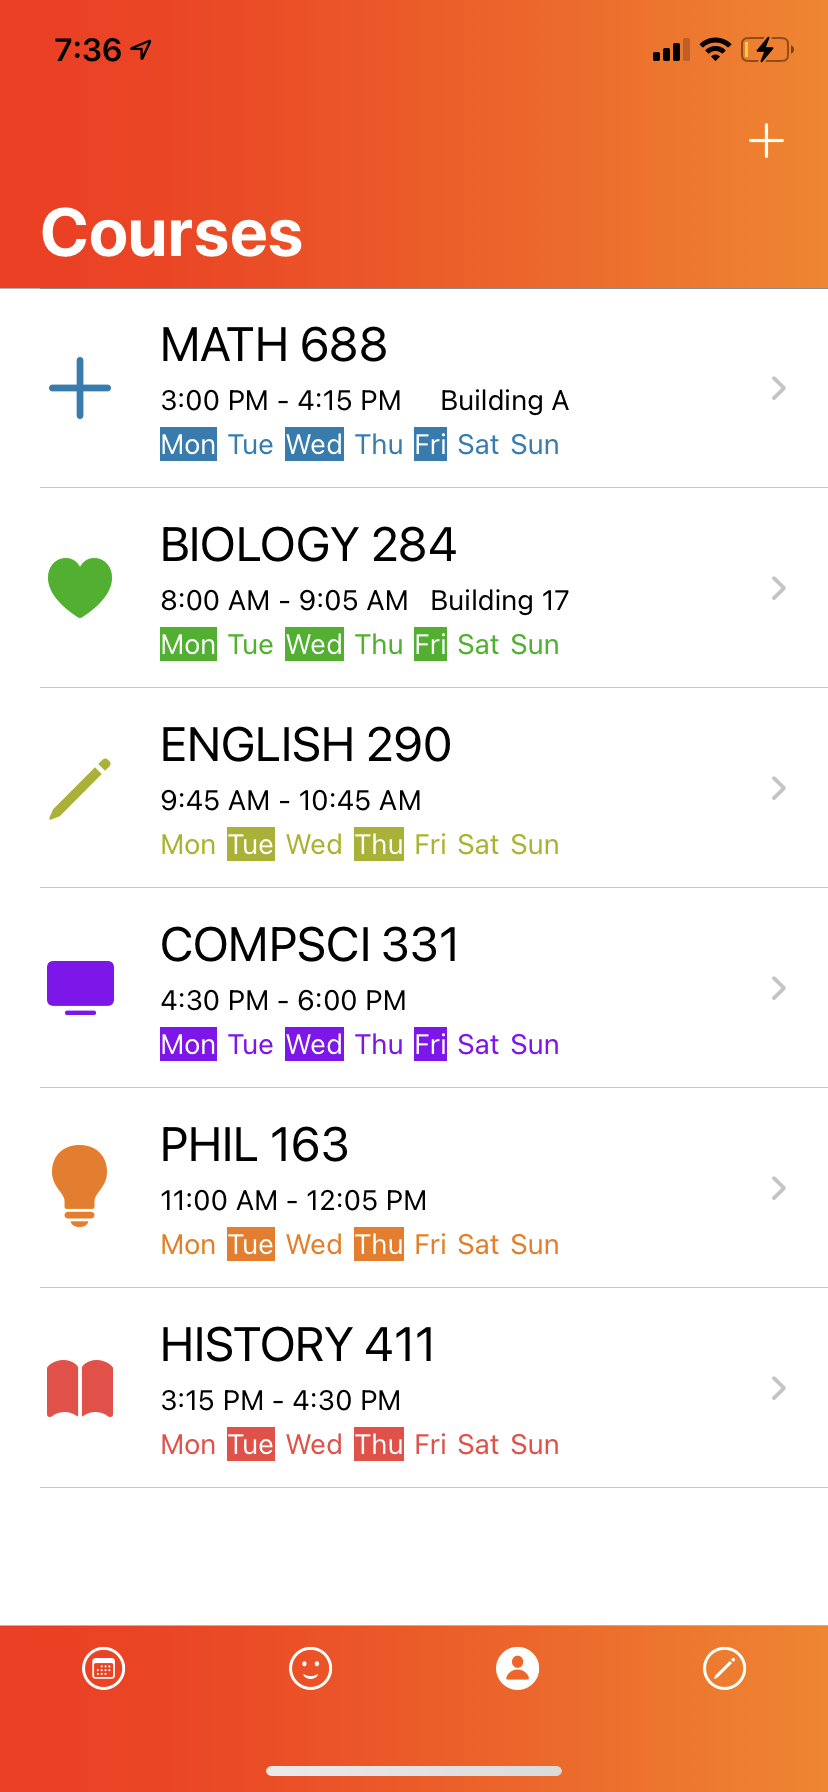 7:36
Courses
MATH 688
3:00 PM - 4:15 PM Building A
Mon Tue Wed Thu Fri Sat Sun
BIOLOGY 284
8:00 AM - 9:05 AM Building 17
Mon Tue Wed Thu Fri Sat Sun
ENGLISH 290
9:45 AM - 10:45 AM
Mon Tue Wed Thu Fri Sat Sun
COMPSCI 331
4:30 PM - 6:00 PM
Mon Tue Wed Thu Fri Sat Sun
PHIL 163
11:00 AM - 12:05 PM
Mon Tue Wed Thu Fri Sat Sun
HISTORY 411
3:15 PM - 4:30 PM
Mon Tue Wed Thu Fri Sat Sun